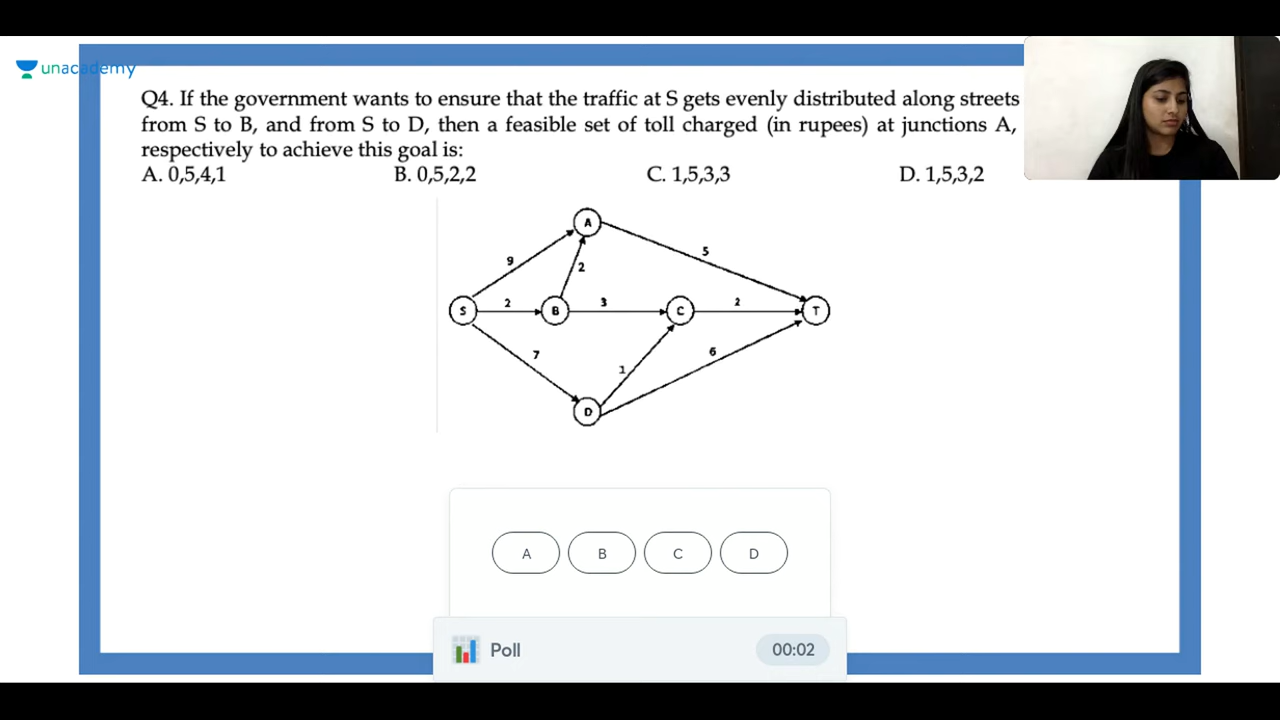 unacademy
Q4. If the government wants to ensure that the traffic at S gets evenly distributed along streets
from S to B, and from S to D, then a feasible set of toll charged (in rupees) at junctions A,
respectively to achieve this goal is:
A. 0,5,4,1 B. 0,5,2,2 C. 1,5,3,3 D. 1,5,3,2
A
9
5
2
S
2
B
3
C
2
T
7
6
1
D
A B C D
Poll 00:02